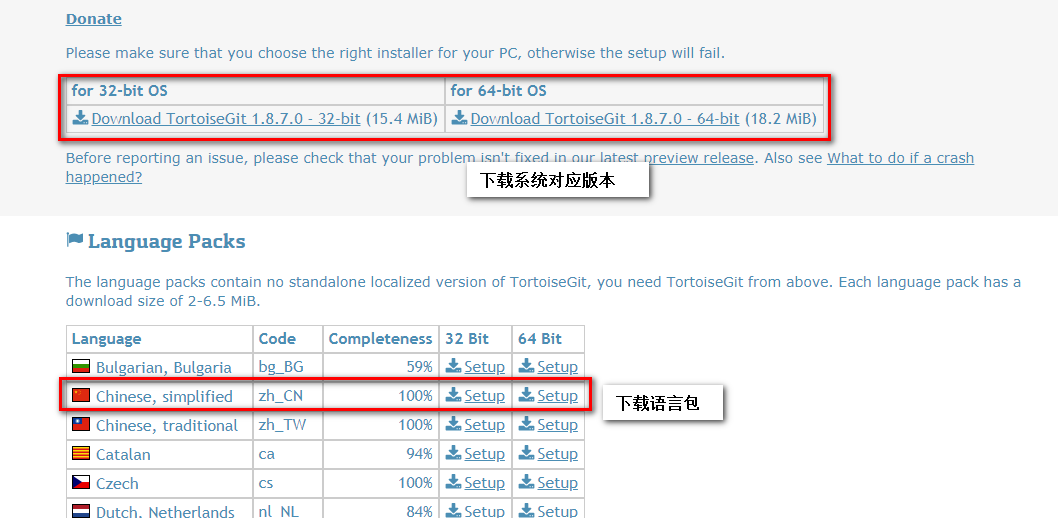 Donate
Please make sure that you choose the right installer for your PC, otherwise the setup will fail.
for 32-bit OS for 64-bit OS
Download TortoiseGit 1.8.7.0 - 32-bit (15.4 MiB) Download TortoiseGit 1.8.7.0 - 64-bit (18.2 MiB)
Before reporting an issue, please check that your problem isn't fixed in our latest preview release. Also see What to do if a crash
happened?
下载系统对应版本
Language Packs
The language packs contain no standalone localized version of TortoiseGit, you need TortoiseGit from above. Each language pack has a
download size of 2-6.5 MiB.
Language Code Completeness 32 Bit 64 Bit
Bulgarian, Bulgaria bg_BG 59% Setup Setup
Chinese, simplified zh_CN 100% Setup Setup
下载语言包
Chinese, traditional zh_TW 100% Setup Setup
Catalan ca 94% Setup Setup
Czech cs 100% Setup Setup
Dutch, Netherlands nl_NL 84% Setup Setup